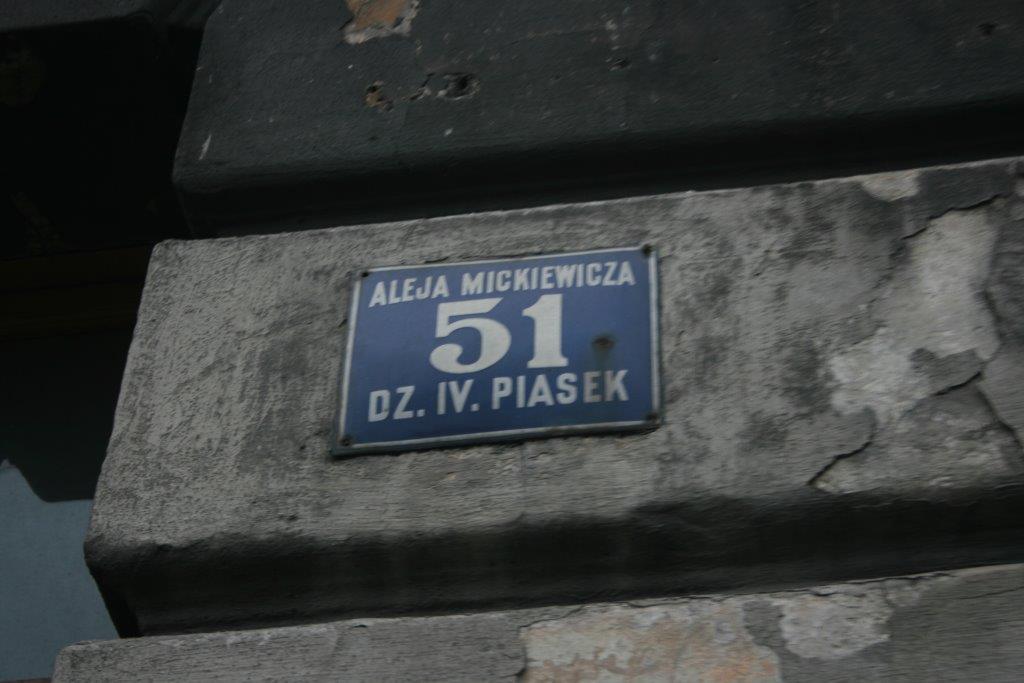 ALEJA MICKIEWICZA
51
DZ. IV. PIASEK